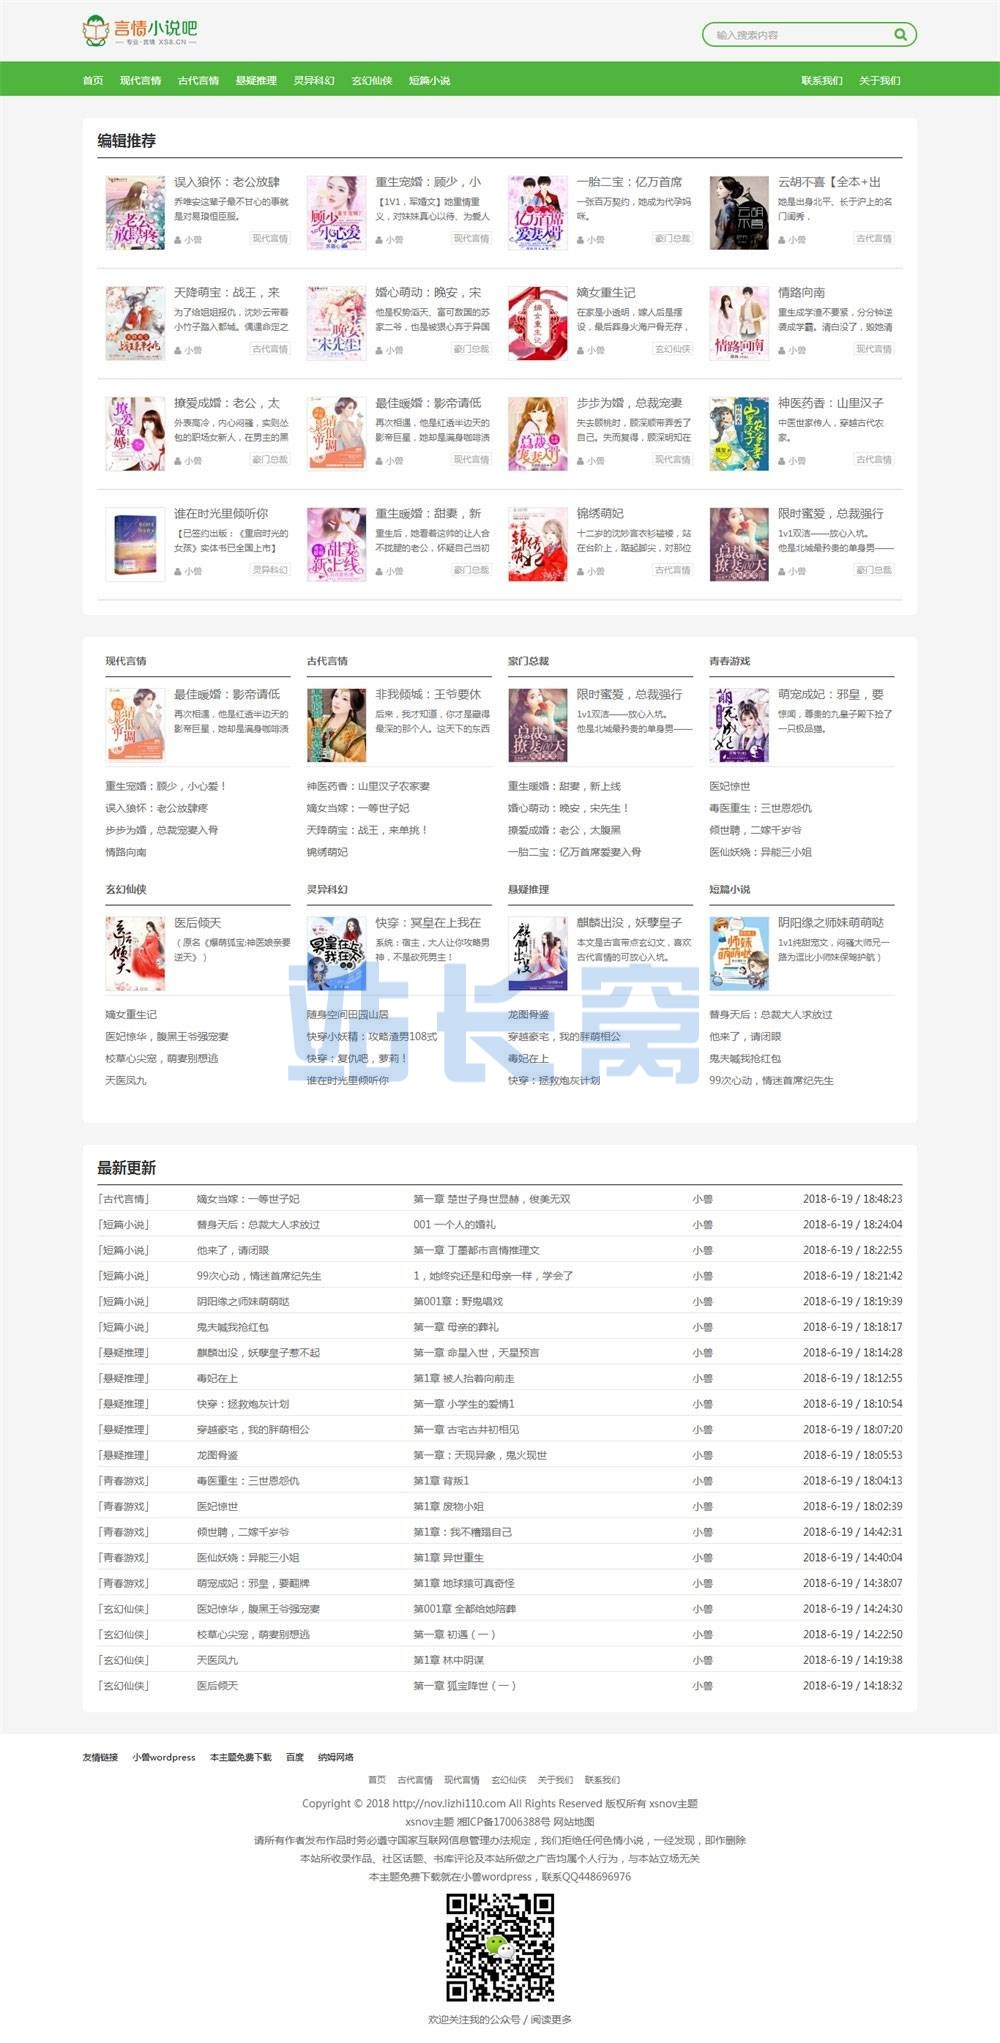 言情小说吧
专业·言情 XS8.CN
输入搜索内容
首页 现代言情 古代言情 悬疑推理 灵异科幻 玄幻仙侠 短篇小说 联系我们 关于我们
编辑推荐
误入狼怀：老公放肆
乔唯安这辈子最不甘心的事就
是对易琅恒臣服。
小兽 现代言情
重生宠婚：顾少，小
【1V1，军婚文】她重情重
义，对妹妹真心以待，为爱人
小兽 现代言情
一胎二宝：亿万首席
一张百万契约，她成为代孕妈
咪。
小兽 豪门总裁
云胡不喜【全本+出
她是出身北平、长于沪上的名
门闺秀，
小兽 古代言情
天降萌宝：战王，来
为了给姐姐报仇，沈妙云带着
小竹子踏入都城。偶遇命定之
小兽 古代言情
婚心萌动：晚安，宋
他是权势滔天、富可敌国的苏
家二爷，也是被狠心弃于异国
小兽 豪门总裁
嫡女重生记
在家是小透明，嫁人后是摆
设，最后葬身火海尸骨无存，
小兽 玄幻仙侠
情路向南
重生成学渣不要紧，分分钟逆
袭成学霸。请白没了，毁她清
小兽 现代言情
撩爱成婚：老公，太
外表高冷，内心闷骚，实则怂
包的职场女新人，在男主的黑
小兽 豪门总裁
最佳暖婚：影帝请低
再次相遇，他是红透半边天的
影帝巨星，她却是满身咖啡渍
小兽 现代言情
步步为婚，总裁宠妻
失去顾桃时，顾深顺带弄丢了
自己。失而复得，顾深明知在
小兽 现代言情
神医药香：山里汉子
中医世家传人，穿越古代农
家。
小兽 古代言情
谁在时光里倾听你
【已签约出版：《重启时光的
女孩》实体书已全国上市】
小兽 灵异科幻
重生暖婚：甜妻，新
重生后，她看着这帅的让人合
不拢腿的老公，怀疑自己当初
小兽 豪门总裁
锦绣萌妃
十二岁的沈妙言衣衫褴褛，站
在台阶上，踮起脚尖，对那位
小兽 古代言情
限时蜜爱，总裁强行
1v1双洁——放心入坑。
他是北城最矜贵的单身男——
小兽 豪门总裁
现代言情 古代言情 豪门总裁 青春游戏
最佳暖婚：影帝请低
再次相遇，他是红透半边天的
影帝巨星，她却是满身咖啡渍
非我倾城：王爷要休
后来，我才知道，你才是赢得
最深的那个人。这天下的东西
限时蜜爱，总裁强行
1v1双洁——放心入坑。
他是北城最矜贵的单身男——
萌宠成妃：邪皇，要
惊闻，尊贵的九皇子殿下捡了
一只极品猫。
重生宠婚：顾少，小心爱！ 神医药香：山里汉子农家妻 重生暖婚：甜妻，新上线 医妃惊世
误入狼怀：老公放肆疼 嫡女当嫁：一等世子妃 婚心萌动：晚安，宋先生！ 毒医重生：三世恩怨仇
步步为婚，总裁宠妻入骨 天降萌宝：战王，来单挑！ 撩爱成婚：老公，太腹黑 倾世聘，二嫁千岁爷
情路向南 锦绣萌妃 一胎二宝：亿万首席爱妻入骨 医仙妖娆：异能三小姐
玄幻仙侠 灵异科幻 悬疑推理 短篇小说
医后倾天
（原名《爆萌狐宝:神医娘亲要
逆天》）
快穿：冥皇在上我在
系统：宿主，大人让你攻略男
神，不是砍死男主！
麒麟出没，妖孽皇子
本文是古言带点玄幻文，喜欢
古代言情的可放心入坑。
阴阳缘之师妹萌萌哒
1v1纯甜宠文，闷骚大师兄一
路为逗比小师妹保驾护航）
站长窝
嫡女重生记 随身空间田园山居 龙图骨鉴 替身天后：总裁大人求放过
医妃惊华，腹黑王爷强宠妻 快穿小妖精：攻略渣男108式 穿越豪宅，我的胖萌相公 他来了，请闭眼
校草心尖宠，萌妻别想逃 快穿：复仇吧，萝莉！ 毒妃在上 鬼夫喊我抢红包
天医凤九 谁在时光里倾听你 快穿：拯救炮灰计划 99次心动，情迷首席纪先生
最新更新
「古代言情」 嫡女当嫁：一等世子妃 第一章 楚世子身世显赫，俊美无双 小兽 2018-6-19 / 18:48:23
「短篇小说」 替身天后：总裁大人求放过 001 一个人的婚礼 小兽 2018-6-19 / 18:24:04
「短篇小说」 他来了，请闭眼 第一章 丁墨都市言情推理文 小兽 2018-6-19 / 18:22:55
「短篇小说」 99次心动，情迷首席纪先生 1，她终究还是和母亲一样，学会了 小兽 2018-6-19 / 18:21:42
「短篇小说」 阴阳缘之师妹萌萌哒 第001章：野鬼唱戏 小兽 2018-6-19 / 18:19:39
「短篇小说」 鬼夫喊我抢红包 第一章 母亲的葬礼 小兽 2018-6-19 / 18:18:17
「悬疑推理」 麒麟出没，妖孽皇子惹不起 第一章 命星入世，天星预言 小兽 2018-6-19 / 18:14:28
「悬疑推理」 毒妃在上 第1章 被人抬着向前走 小兽 2018-6-19 / 18:12:55
「悬疑推理」 快穿：拯救炮灰计划 第一章 小学生的爱情1 小兽 2018-6-19 / 18:10:54
「悬疑推理」 穿越豪宅，我的胖萌相公 第一章 古宅古井初相见 小兽 2018-6-19 / 18:07:20
「悬疑推理」 龙图骨鉴 第一章：天现异象，鬼火现世 小兽 2018-6-19 / 18:05:53
「青春游戏」 毒医重生：三世恩怨仇 第1章 背叛1 小兽 2018-6-19 / 18:04:13
「青春游戏」 医妃惊世 第1章 废物小姐 小兽 2018-6-19 / 18:02:39
「青春游戏」 倾世聘，二嫁千岁爷 第1章：我不糟蹋自己 小兽 2018-6-19 / 14:42:31
「青春游戏」 医仙妖娆：异能三小姐 第1章 异世重生 小兽 2018-6-19 / 14:40:04
「青春游戏」 萌宠成妃：邪皇，要翻牌 第1章 地球猿可真奇怪 小兽 2018-6-19 / 14:38:07
「玄幻仙侠」 医妃惊华，腹黑王爷强宠妻 第001章 全都给她陪葬 小兽 2018-6-19 / 14:24:30
「玄幻仙侠」 校草心尖宠，萌妻别想逃 第一章 初遇（一） 小兽 2018-6-19 / 14:22:50
「玄幻仙侠」 天医凤九 第1章 林中阴谋 小兽 2018-6-19 / 14:19:38
「玄幻仙侠」 医后倾天 第一章 狐宝降世（一） 小兽 2018-6-19 / 14:18:32
友情链接 小兽wordpress 本主题免费下载 百度 纳姆网络
首页 古代言情 现代言情 玄幻仙侠 关于我们 联系我们
Copyright © 2018 http://nov.lizhi110.com All Rights Reserved 版权所有 xsnov主题
xsnov主题 湘ICP备17006388号 网站地图
请所有作者发布作品时务必遵守国家互联网信息管理办法规定，我们拒绝任何色情小说，一经发现，即作删除
本站所收录作品、社区话题、书库评论及本站所做之广告均属个人行为，与本站立场无关
本主题免费下载就在小兽wordpress，联系QQ448696976
欢迎关注我的公众号 / 阅读更多